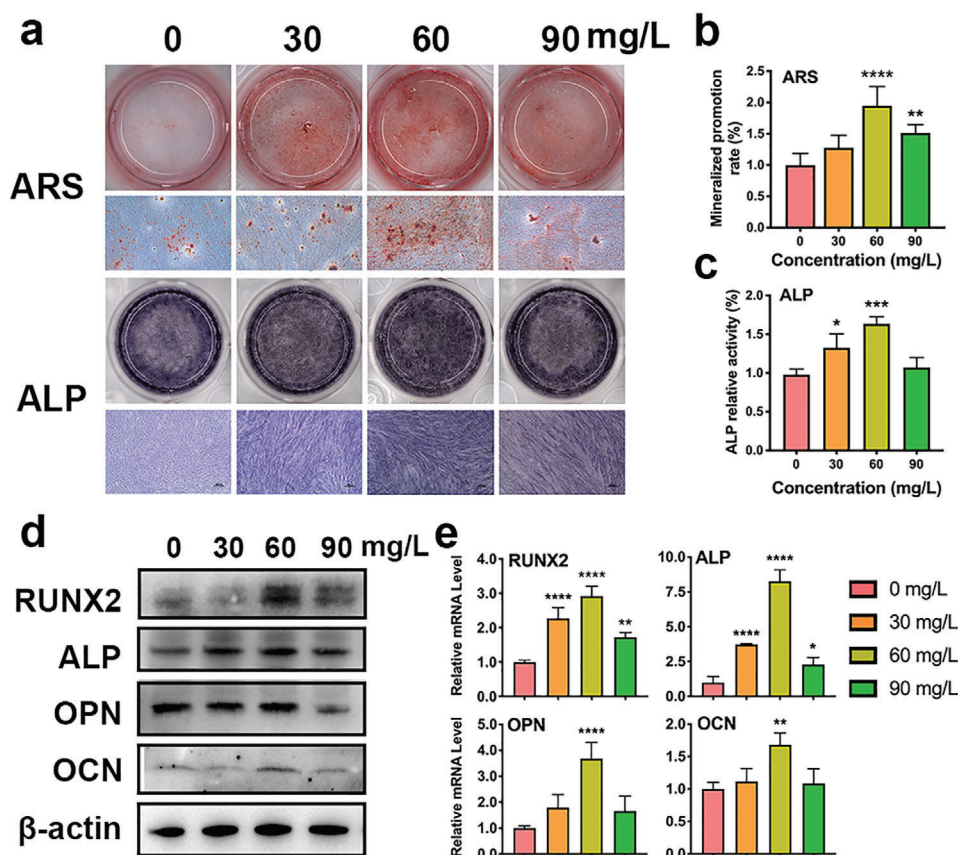 a
0 30 60 90 mg/L
ARS
ALP
b
ARS
**** **
Mineralized promotion
rate (%)
2.5
2.0
1.5
1.0
0.5
0.0
0 30 60 90
Concentration (mg/L)
c
ALP
* ***
ALP relative activity (%)
2.0
1.5
1.0
0.5
0.0
0 30 60 90
Concentration (mg/L)
d
0 30 60 90 mg/L
RUNX2
ALP
OPN
OCN
β-actin
e
RUNX2
**** **** **
Relative mRNA Level
4.0
3.0
2.0
1.0
0.0
ALP
**** **** *
10.0
7.5
5.0
2.5
0.0
0 mg/L
30 mg/L
60 mg/L
90 mg/L
OPN
****
Relative mRNA Level
5.0
4.0
3.0
2.0
1.0
0.0
OCN
**
2.0
1.5
1.0
0.5
0.0